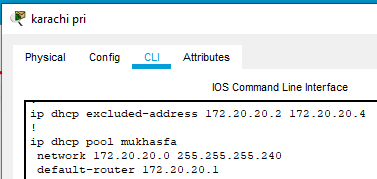 karachi pri
Physical Config CLI Attributes
IOS Command Line Interface
!
ip dhcp excluded-address 172.20.20.2 172.20.20.4
!
ip dhcp pool mukhasfa
network 172.20.20.0 255.255.255.240
default-router 172.20.20.1